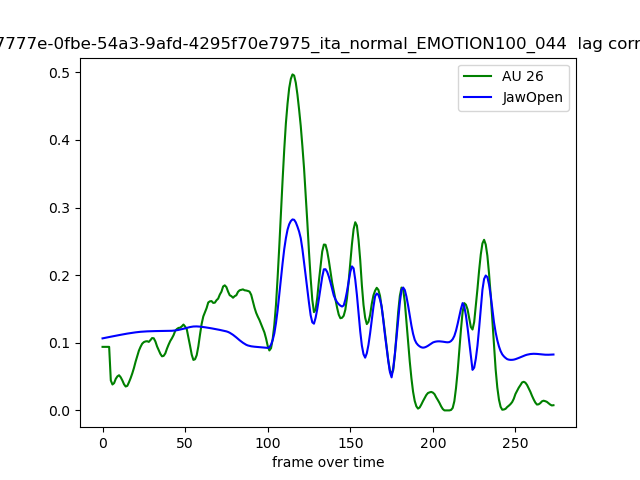 7777e-0fbe-54a3-9afd-4295f70e7975_ita_normal_EMOTION100_044 lag corr
AU 26
JawOpen
0.5
0.4
0.3
0.2
0.1
0.0
0 50 100 150 200 250
frame over time